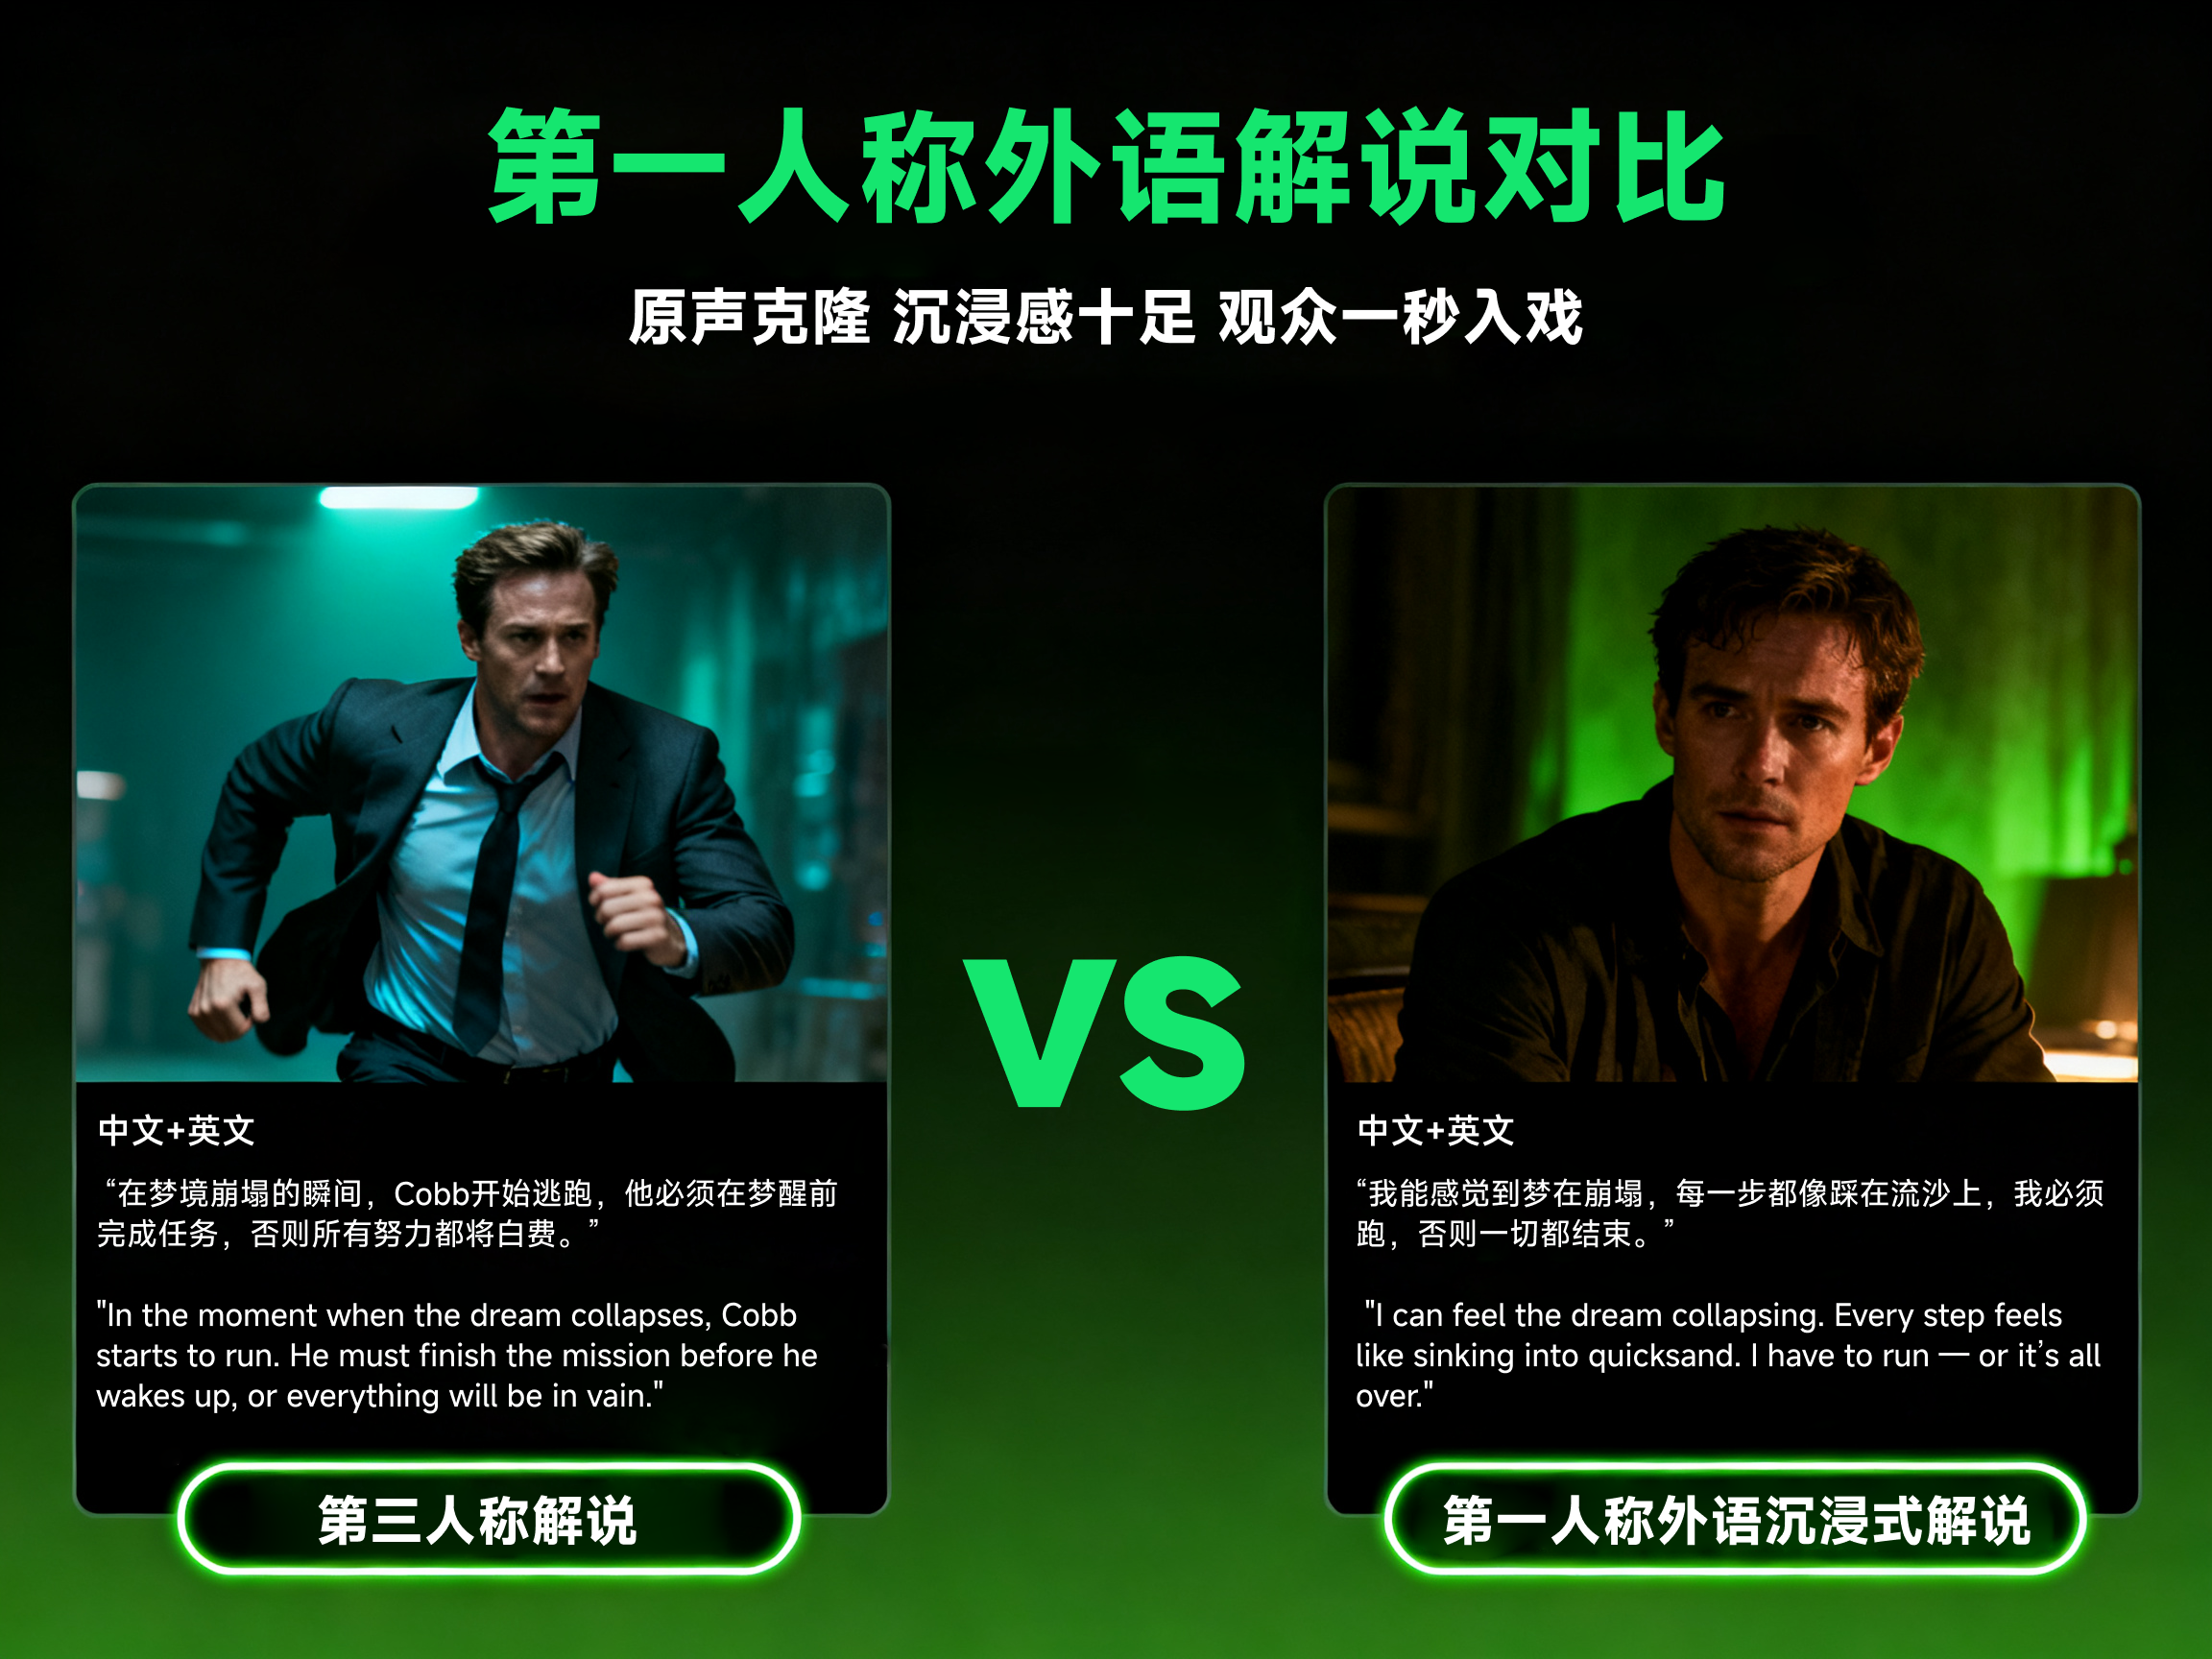 第一人称外语解说对比
原声克隆 沉浸感十足 观众一秒入戏
中文+英文
“在梦境崩塌的瞬间，Cobb开始逃跑，他必须在梦醒前
完成任务，否则所有努力都将白费。”
"In the moment when the dream collapses, Cobb
starts to run. He must finish the mission before he
wakes up, or everything will be in vain."
第三人称解说
VS
中文+英文
“我能感觉到梦在崩塌，每一步都像踩在流沙上，我必须
跑，否则一切都结束。”
"I can feel the dream collapsing. Every step feels
like sinking into quicksand. I have to run — or it’s all
over."
第一人称外语沉浸式解说